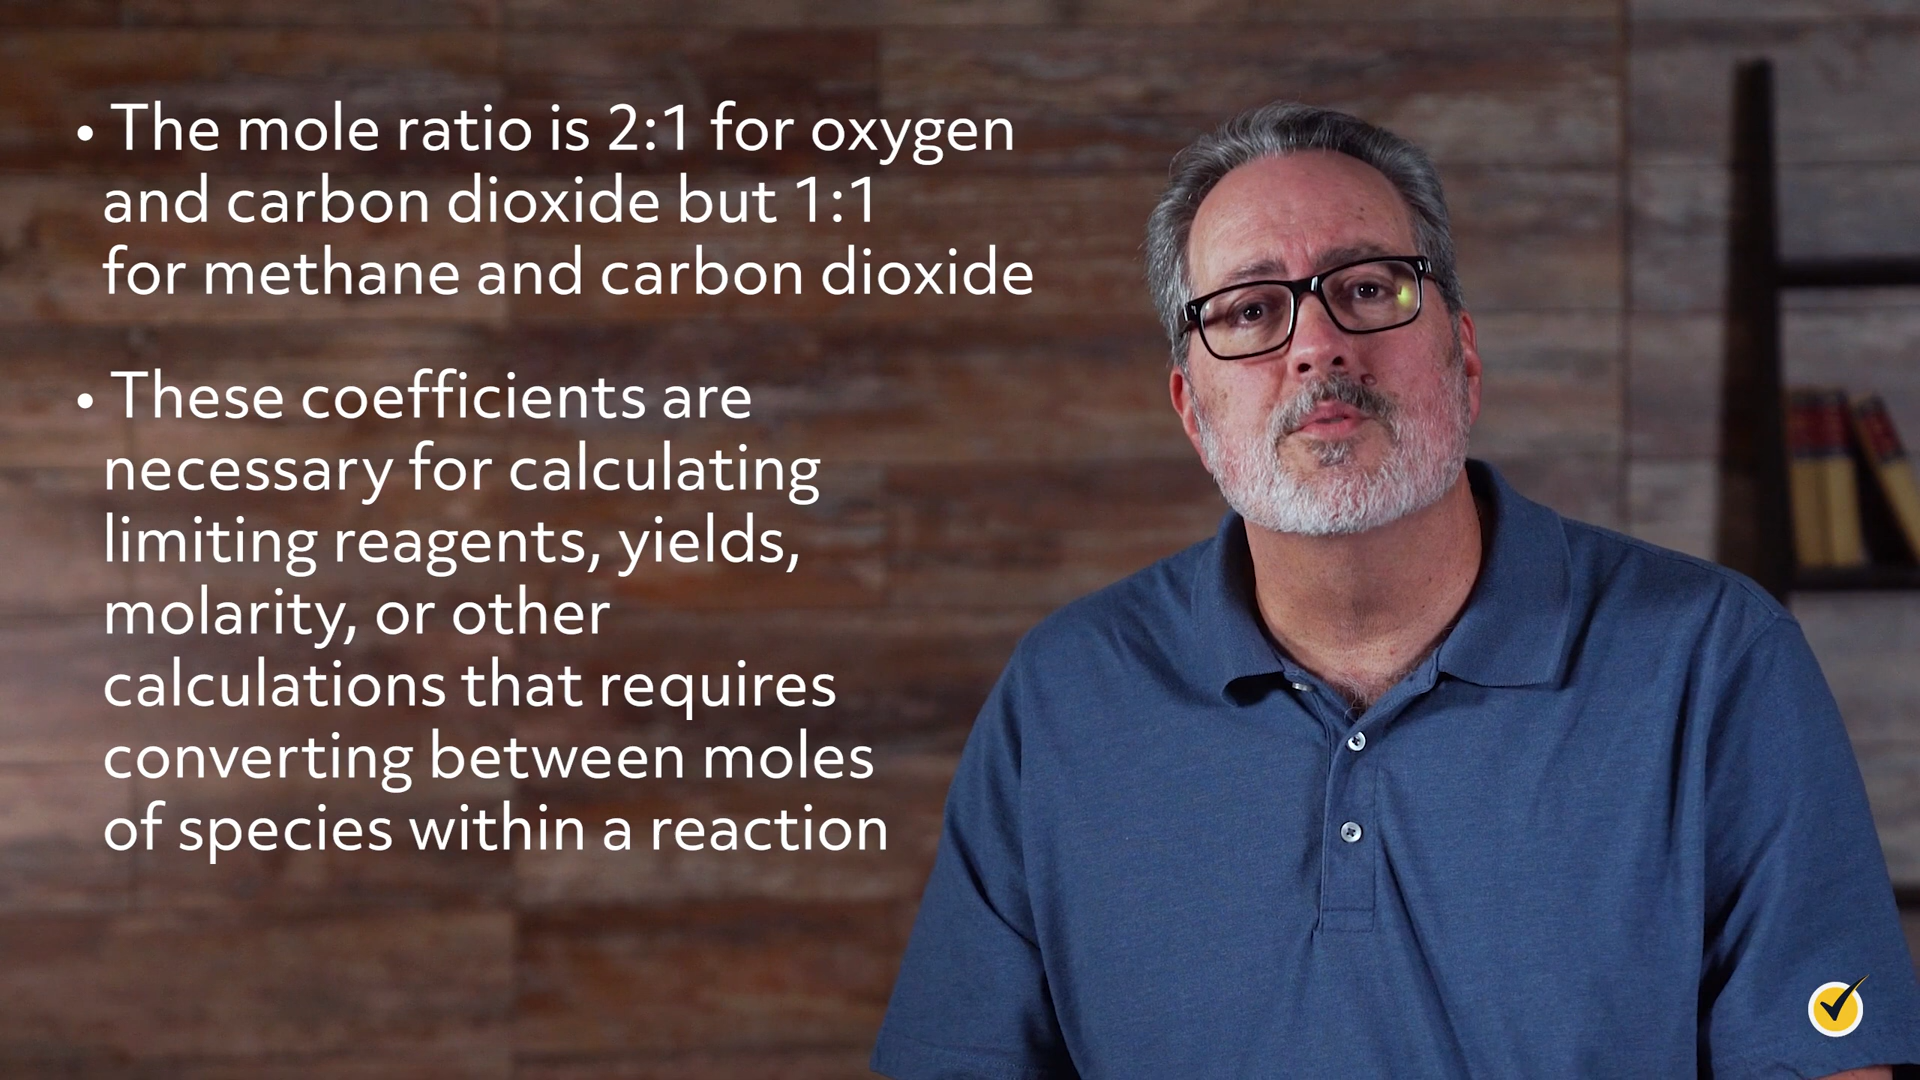 • The mole ratio is 2:1 for oxygen
and carbon dioxide but 1:1
for methane and carbon dioxide
• These coefficients are
necessary for calculating
limiting reagents, yields,
molarity, or other
calculations that requires
converting between moles
of species within a reaction